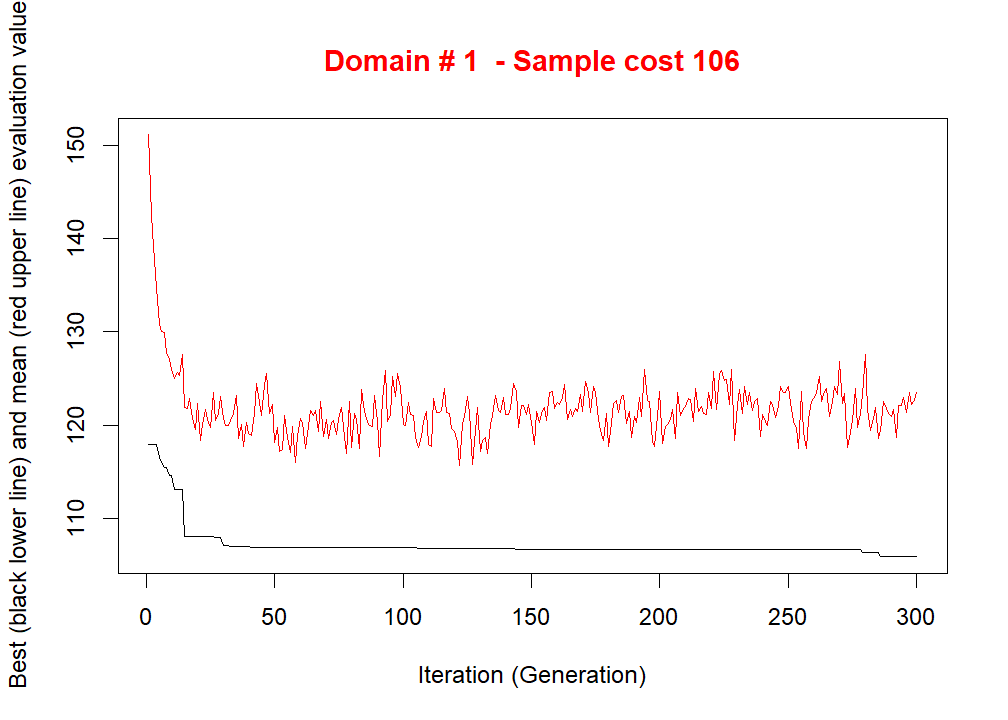 Domain # 1  - Sample cost 106
Best (black lower line) and mean (red upper line) evaluation value
150
140
130
120
110
0 50 100 150 200 250 300
Iteration (Generation)